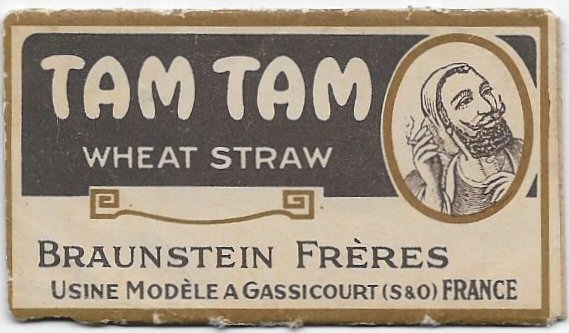 TAM TAM
WHEAT STRAW
BRAUNSTEIN FRÈRES
USINE MODÈLE A GASSICOURT (S&O) FRANCE